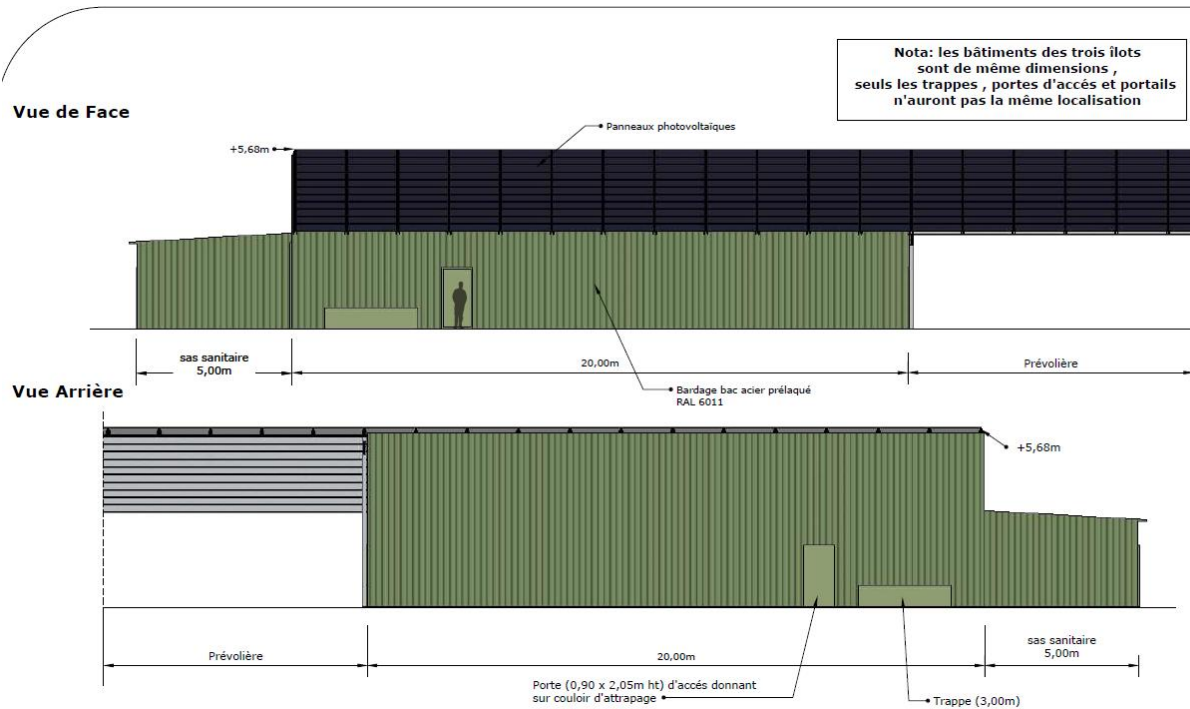 Nota: les bâtiments des trois îlots
sont de même dimensions ,
seuls les trappes , portes d'accés et portails
n'auront pas la même localisation
Vue de Face
Panneaux photovoltaïques
+5,68m
sas sanitaire
5,00m
20,00m
Prévolière
Bardage bac acier prélaqué
RAL 6011
Vue Arrière
+5,68m
Prévolière
20,00m
sas sanitaire
5,00m
Porte (0,90 x 2,05m ht) d'accés donnant
sur couloir d'attrapage
Trappe (3,00m)